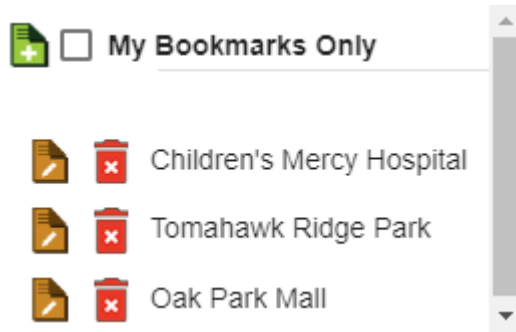 My Bookmarks Only
Children's Mercy Hospital
Tomahawk Ridge Park
Oak Park Mall